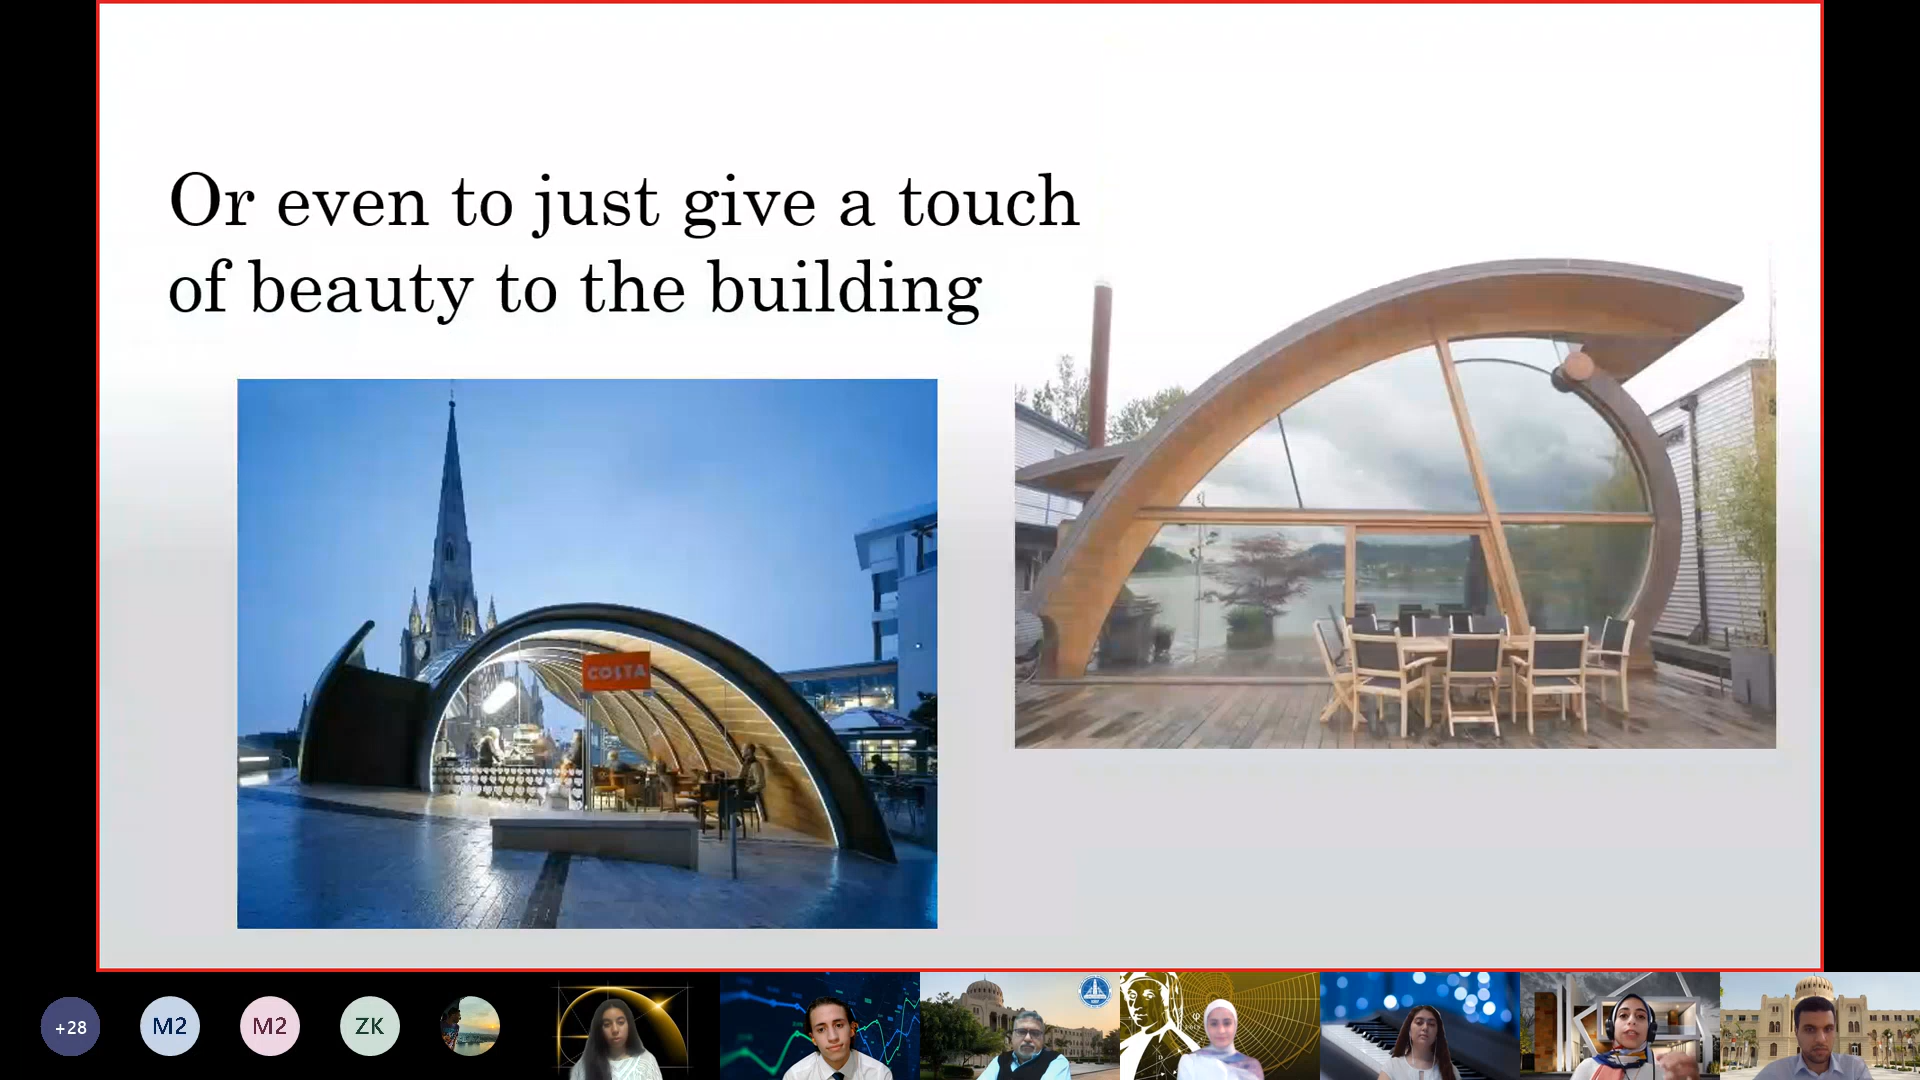 Or even to just give a touch
of beauty to the building
COSTA
+28
M2
M2
ZK